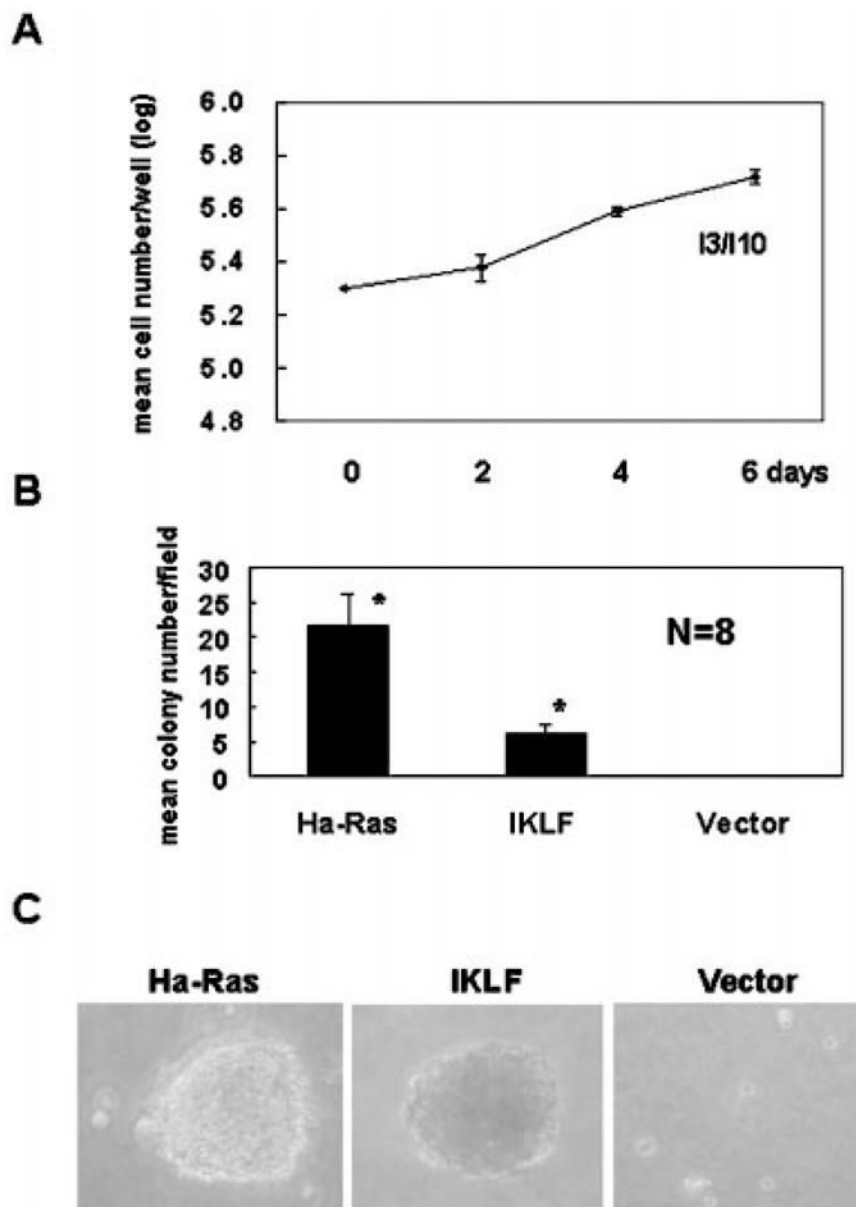 A
mean cell number/well (log)
6.0
5.8
5.6
5.4
5.2
5.0
4.8
I3/I10
0 2 4 6 days
B
mean colony number/field
30
25
20
15
10
5
0
*
*
N=8
Ha-Ras IKLF Vector
C
Ha-Ras IKLF Vector